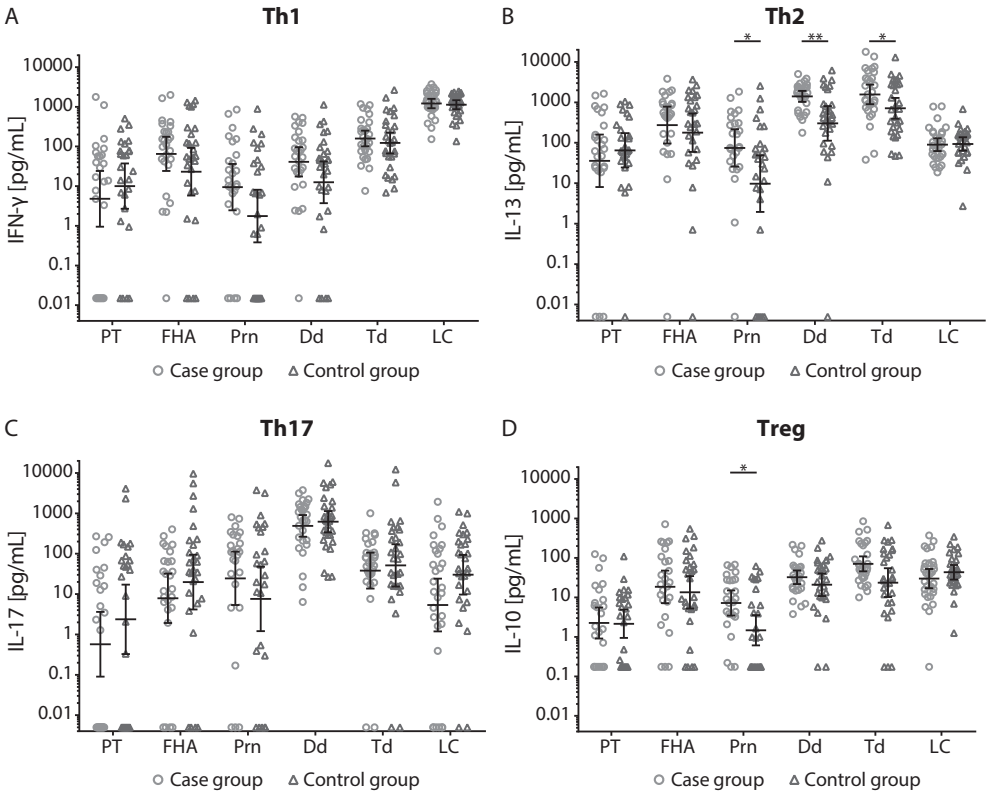 A Th1
IFN-γ [pg/mL]
10000
1000
100
10
1
0.1
0.01
PT FHA Prn Dd Td LC
○ Case group △ Control group
B Th2
* ** *
IL-13 [pg/mL]
10000
1000
100
10
1
0.1
0.01
PT FHA Prn Dd Td LC
○ Case group △ Control group
C Th17
IL-17 [pg/mL]
10000
1000
100
10
1
0.1
0.01
PT FHA Prn Dd Td LC
○ Case group △ Control group
D Treg
*
IL-10 [pg/mL]
10000
1000
100
10
1
0.1
0.01
PT FHA Prn Dd Td LC
○ Case group △ Control group